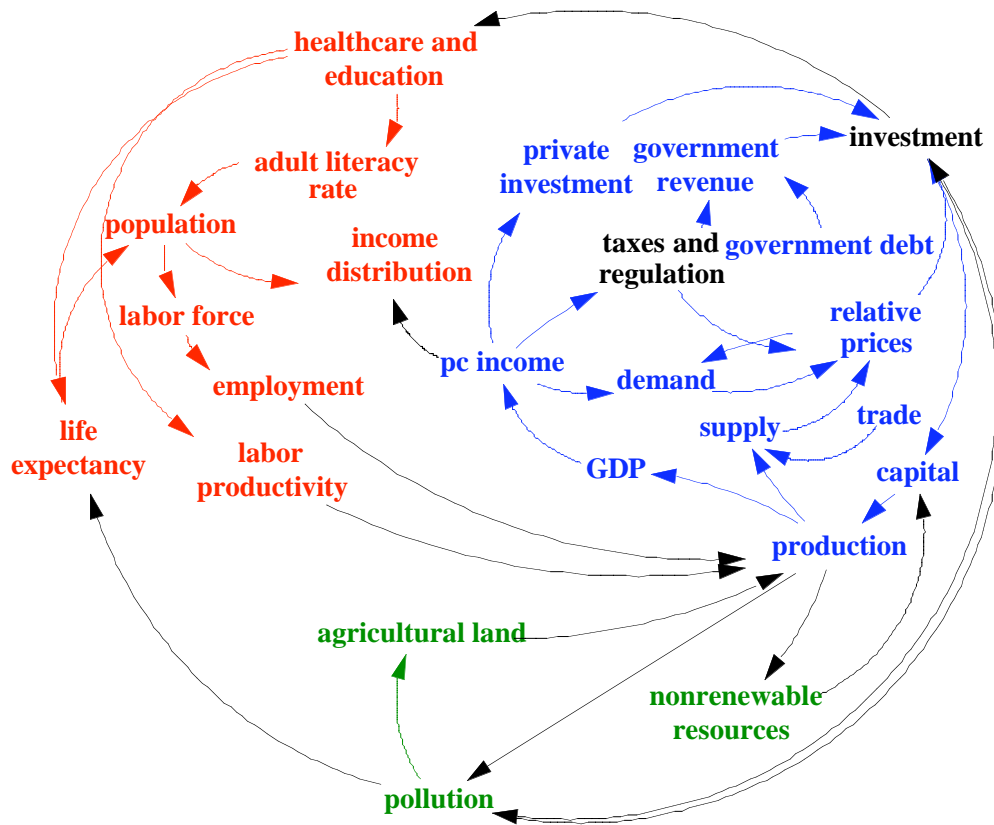 healthcare and
education
adult literacy
rate
population
income
distribution
labor force
employment
life
expectancy
labor
productivity
private
investment
government
revenue
investment
taxes and
regulation
government debt
relative
prices
pc income
demand
supply
trade
GDP
capital
production
agricultural land
nonrenewable
resources
pollution